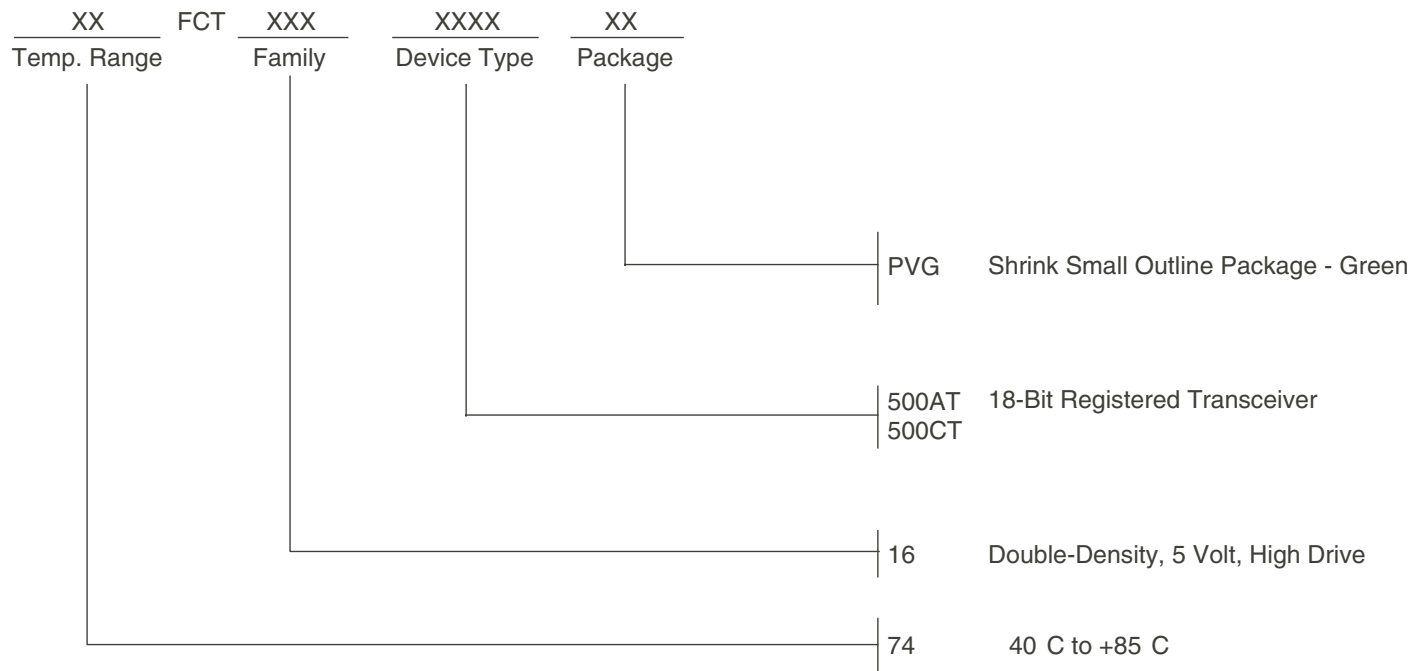 XX FCT XXX XXXX XX
Temp. Range Family Device Type Package
PVG Shrink Small Outline Package - Green
500AT 18-Bit Registered Transceiver
500CT
16 Double-Density, 5 Volt, High Drive
74 40 C to +85 C